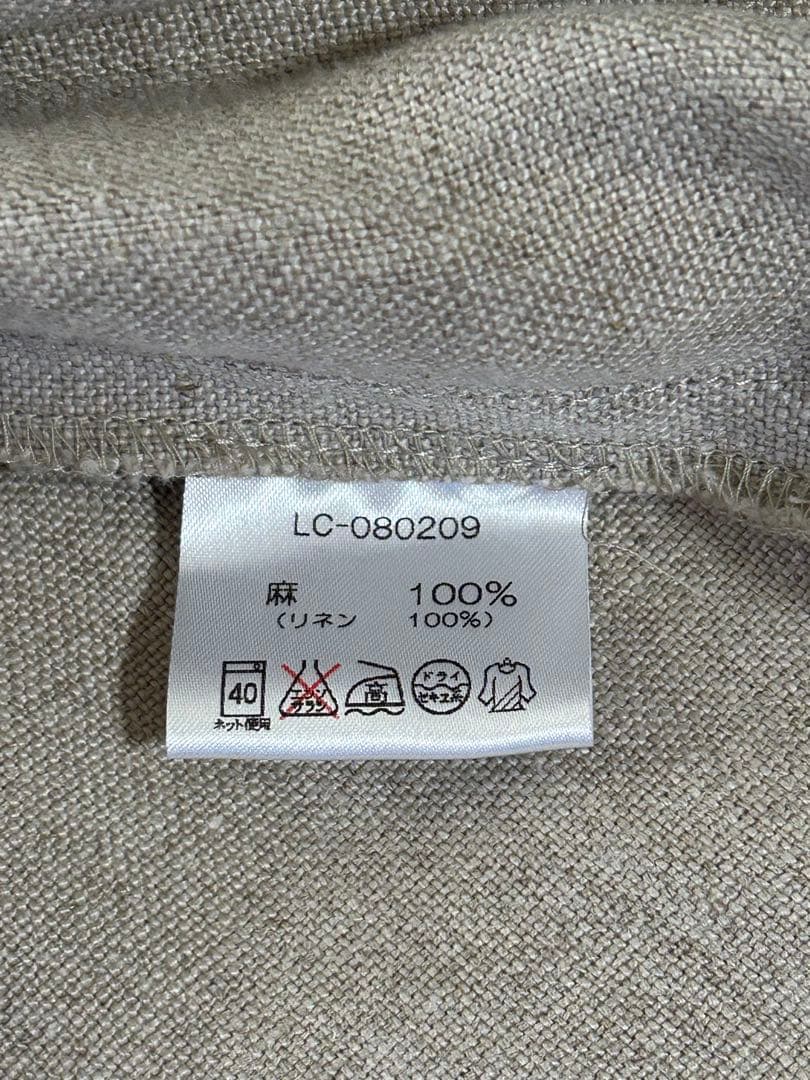 LC-080209
麻 100%
(リネン 100%)
40 エンソ サラシ 高 ドライ セキユ系
ネット使用